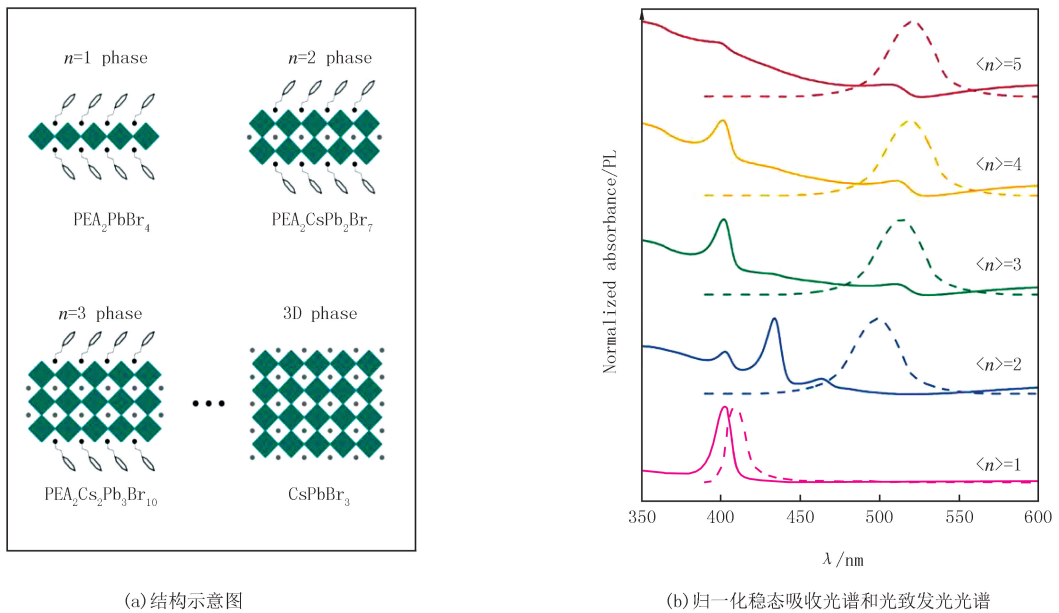 n=1 phase
n=2 phase
PEA₂PbBr₄
PEA₂CsPb₂Br₇
n=3 phase
3D phase
PEA₂Cs₂Pb₃Br₁₀
CsPbBr₃
(a)结构示意图
Normalized absorbance/PL
<n>=5
<n>=4
<n>=3
<n>=2
<n>=1
350 400 450 500 550 600
λ/nm
(b)归一化稳态吸收光谱和光致发光光谱